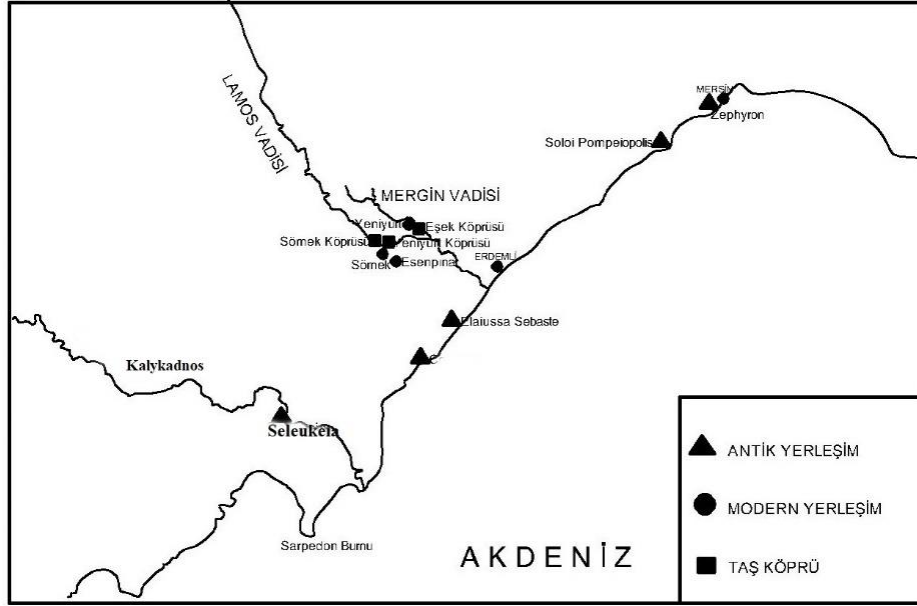 MERSİN
Zephyron
Soloi Pompeiopolis
LAMOS VADİSİ
MERGİN VADİSİ
Yeniyurt
Eşek Köprüsü
Sömek Köprüsü
Yeniyurt Köprüsü
Sömek
Esenpınar
ERDEMLİ
Elaiussa Sebaste
Kalykadnos
Seleukeia
Sarpedon Burnu
AKDENİZ
ANTİK YERLEŞİM
MODERN YERLEŞİM
TAŞ KÖPRÜ